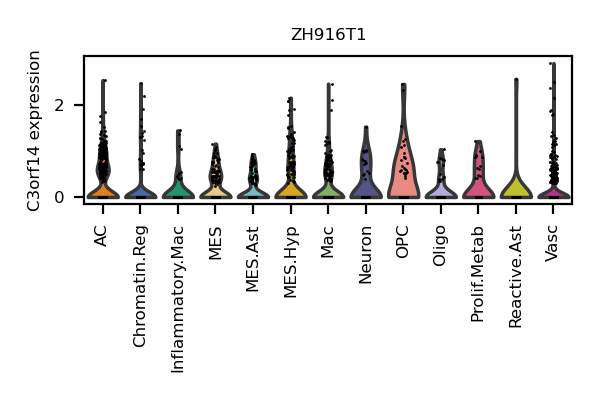 ZH916T1
C3orf14 expression
2
0
AC
Chromatin.Reg
Inflammatory.Mac
MES
MES.Ast
MES.Hyp
Mac
Neuron
OPC
Oligo
Prolif.Metab
Reactive.Ast
Vasc